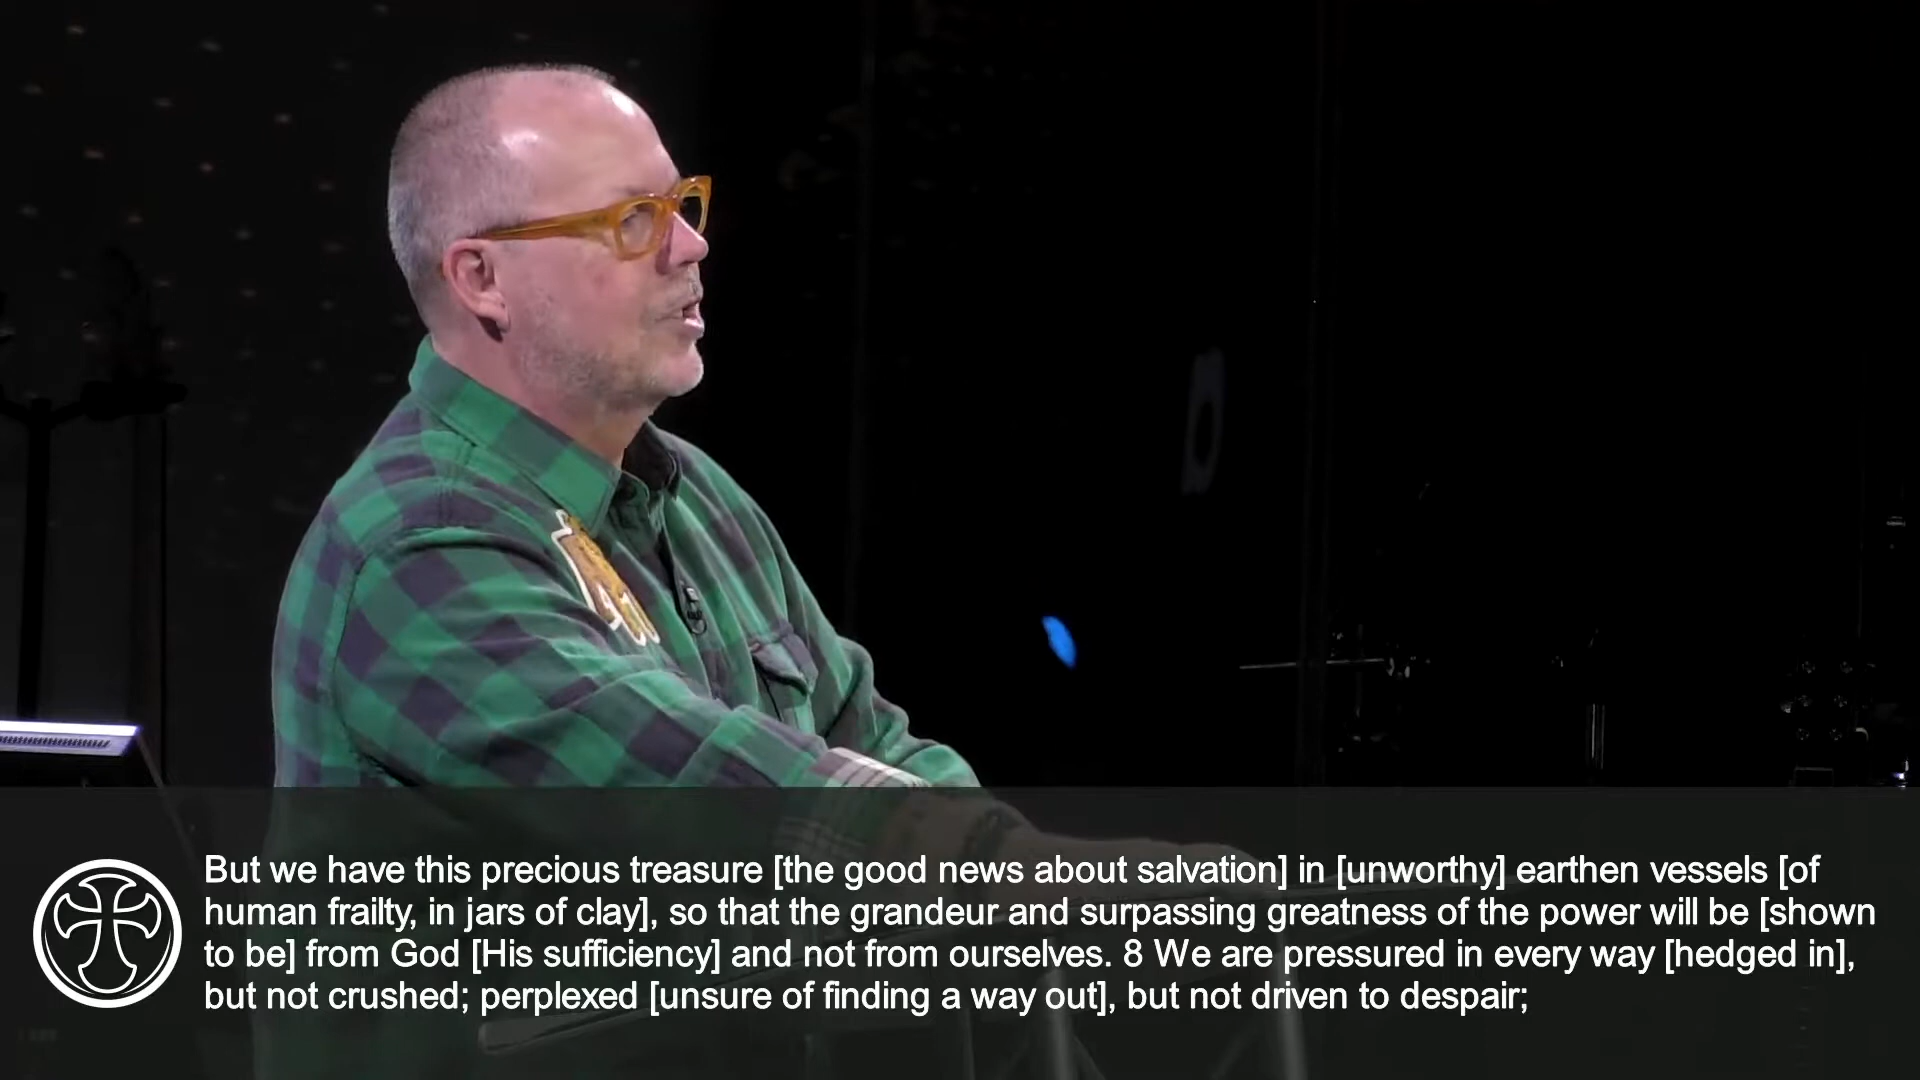 But we have this precious treasure [the good news about salvation] in [unworthy] earthen vessels [of
human frailty, in jars of clay], so that the grandeur and surpassing greatness of the power will be [shown
to be] from God [His sufficiency] and not from ourselves. 8 We are pressured in every way [hedged in],
but not crushed; perplexed [unsure of finding a way out], but not driven to despair;